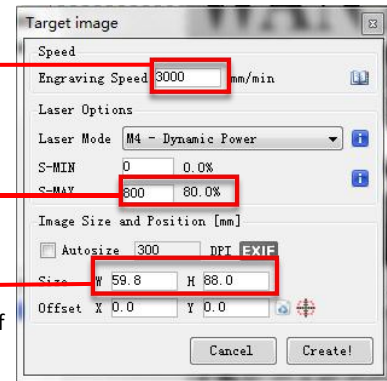 Target image
Speed
Engraving Speed 3000 mm/min
Laser Options
Laser Mode M4 - Dynamic Power
S-MIN 0 0.0%
S-MAX 800 80.0%
Image Size and Position [mm]
Autosize 300 DPI EXIF
Size W 59.8 H 88.0
Offset X 0.0 Y 0.0
f
Cancel Create!